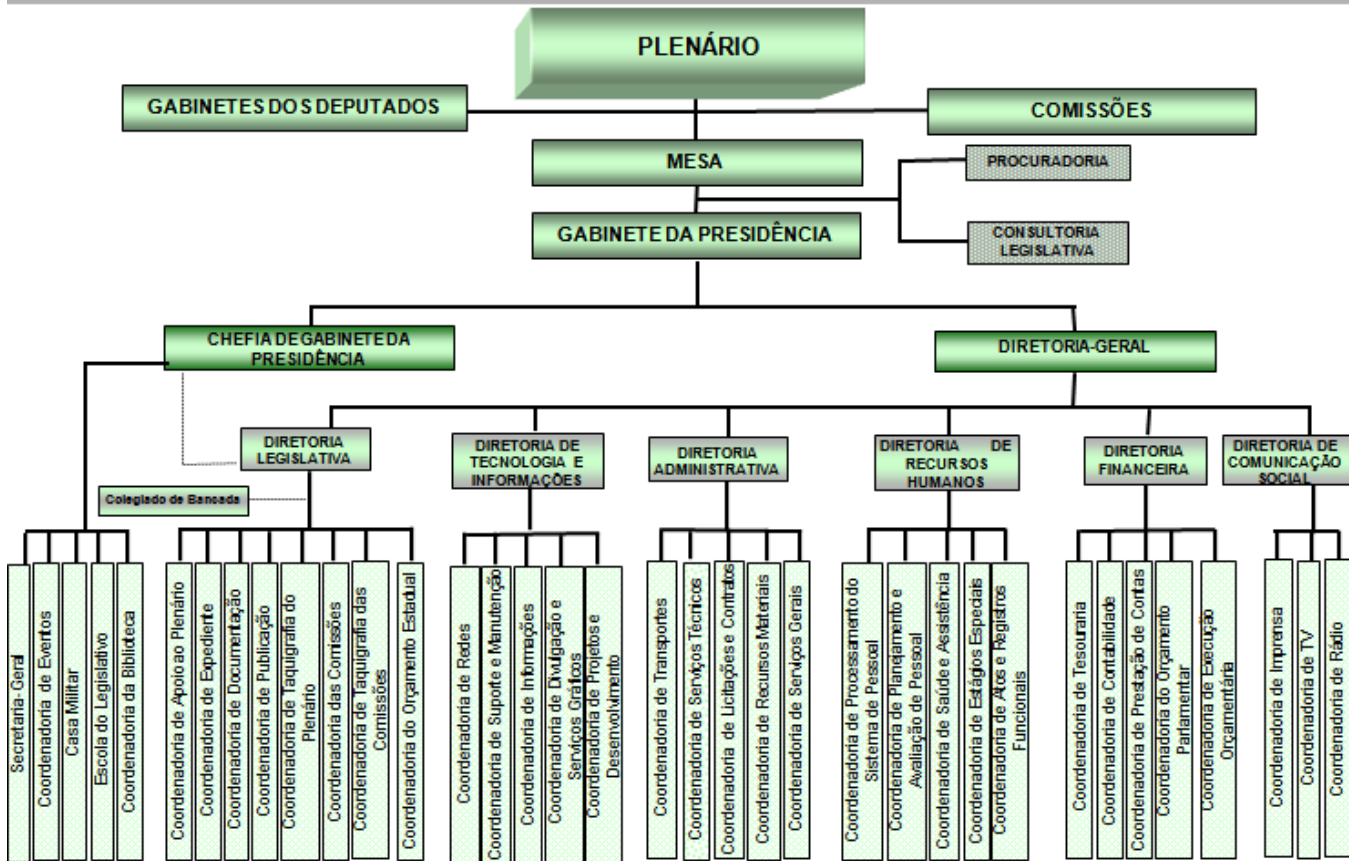 PLENÁRIO
GABINETES DOS DEPUTADOS
COMISSÕES
MESA
PROCURADORIA
GABINETE DA PRESIDÊNCIA
CONSULTORIA
LEGISLATIVA
CHEFIA DE GABINETE DA
PRESIDÊNCIA
DIRETORIA-GERAL
DIRETORIA
LEGISLATIVA
DIRETORIA DE
TECNOLOGIA E
INFORMAÇÕES
DIRETORIA
ADMINISTRATIVA
DIRETORIA DE
RECURSOS
HUMANOS
DIRETORIA
FINANCEIRA
DIRETORIA DE
COMUNICAÇÃO
SOCIAL
Colegiado de Bancada
Secretaria-Geral
Coordenadoria de Eventos
Casa Militar
Escola do Legislativo
Coordenadoria da Biblioteca
Coordenadoria de Apoio ao Plenário
Coordenadoria de Expediente
Coordenadoria de Documentação
Coordenadoria de Publicação
Coordenadoria de Taquigrafia do
Plenário
Coordenadoria das Comissões
Coordenadoria de Taquigrafia das
Comissões
Coordenadoria do Orçamento Estadual
Coordenadoria de Redes
Coordenadoria de Suporte e Manutenção
Coordenadoria de Informações
Coordenadoria de Divulgação e
Serviços Gráficos
Coordenadoria de Projetos e
Desenvolvimento
Coordenadoria de Transportes
Coordenadoria de Serviços Técnicos
Coordenadoria de Licitações e Contratos
Coordenadoria de Recursos Materiais
Coordenadoria de Serviços Gerais
Coordenadoria de Processamento do
Sistema de Pessoal
Coordenadoria de Planejamento e
Avaliação de Pessoal
Coordenadoria de Saúde e Assistência
Coordenadoria de Estágios Especiais
Coordenadoria de Atos e Registros
Funcionais
Coordenadoria de Tesouraria
Coordenadoria de Contabilidade
Coordenadoria de Prestação de Contas
Coordenadoria do Orçamento
Parlamentar
Coordenadoria de Execução
Orçamentária
Coordenadoria de Imprensa
Coordenadoria de TV
Coordenadoria de Rádio